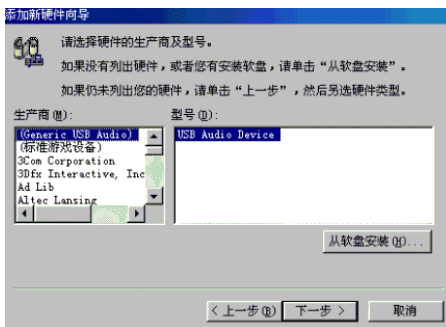 添加新硬件向导
请选择硬件的生产商及型号。
如果没有列出硬件，或者您有安装软盘，请单击“从软盘安装”。
如果仍未列出您的硬件，请单击“上一步”，然后另选硬件类型。
生产商(M):
型号(D):
(Generic USB Audio)
(标准游戏设备)
3Com Corporation
3Dfx Interactive, Inc
Ad Lib
Altec Lansing
USB Audio Device
从软盘安装(H)...
< 上一步(B)
下一步 >
取消